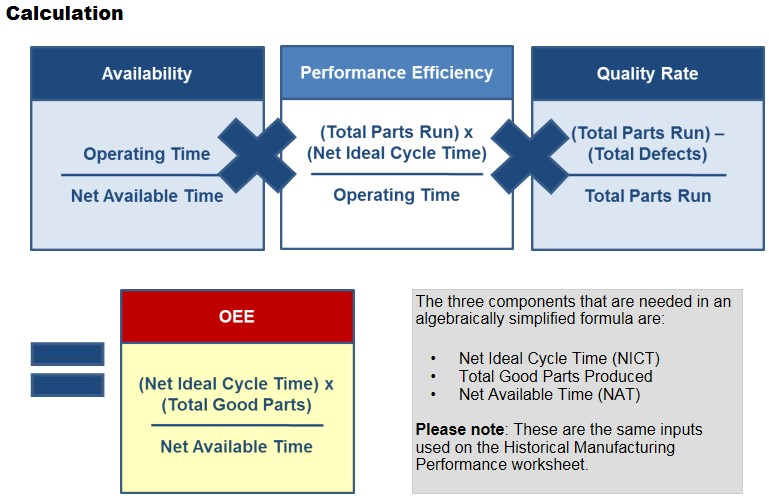 Calculation
Availability
Operating Time
Net Available Time
Performance Efficiency
(Total Parts Run) x
(Net Ideal Cycle Time)
Operating Time
Quality Rate
(Total Parts Run) –
(Total Defects)
Total Parts Run
OEE
(Net Ideal Cycle Time) x
(Total Good Parts)
Net Available Time
The three components that are needed in an
algebraically simplified formula are:
• Net Ideal Cycle Time (NICT)
• Total Good Parts Produced
• Net Available Time (NAT)
Please note: These are the same inputs
used on the Historical Manufacturing
Performance worksheet.